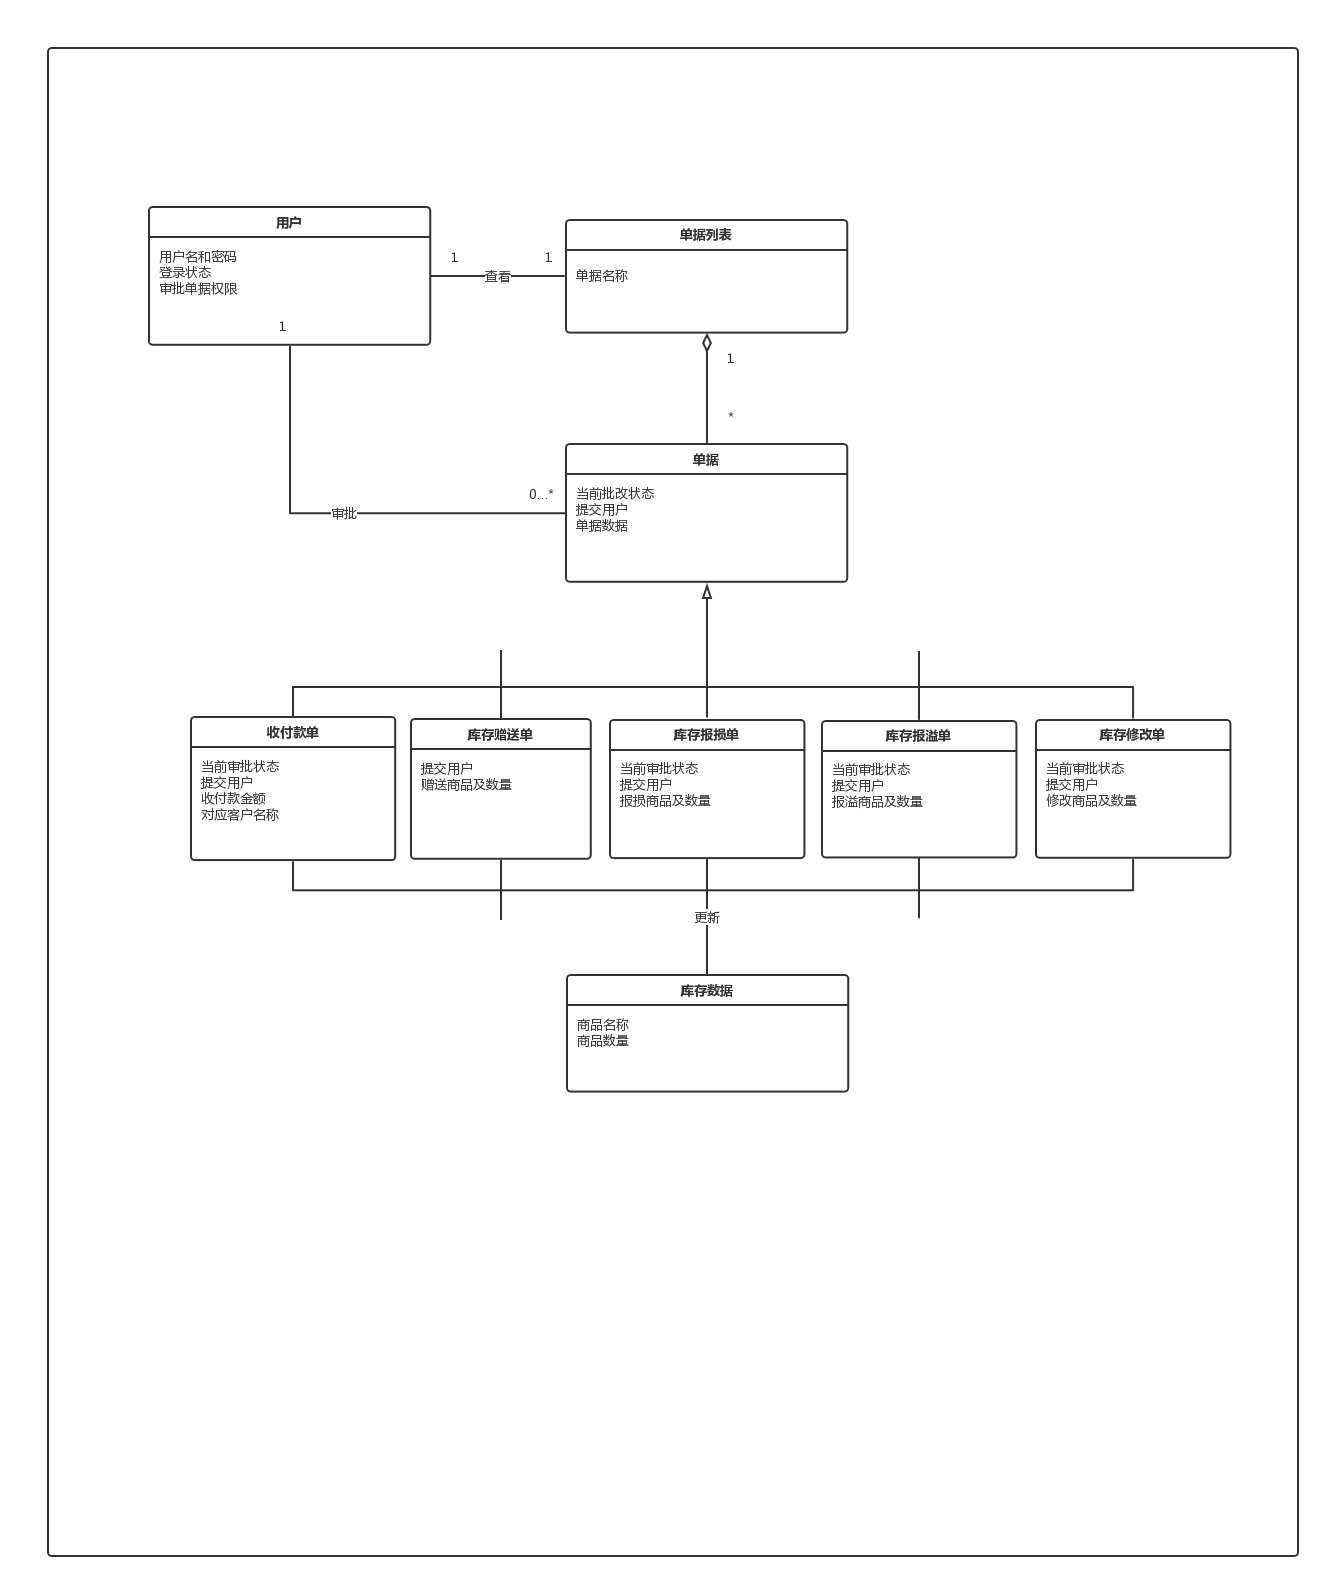 用户
用户名和密码
登录状态
审批单据权限
1
1
查看
1
单据列表
单据名称
1
*
审批
0...*
单据
当前批改状态
提交用户
单据数据
收付款单
当前审批状态
提交用户
收付款金额
对应客户名称
库存赠送单
提交用户
赠送商品及数量
库存报损单
当前审批状态
提交用户
报损商品及数量
库存报溢单
当前审批状态
提交用户
报溢商品及数量
库存修改单
当前审批状态
提交用户
修改商品及数量
更新
库存数据
商品名称
商品数量